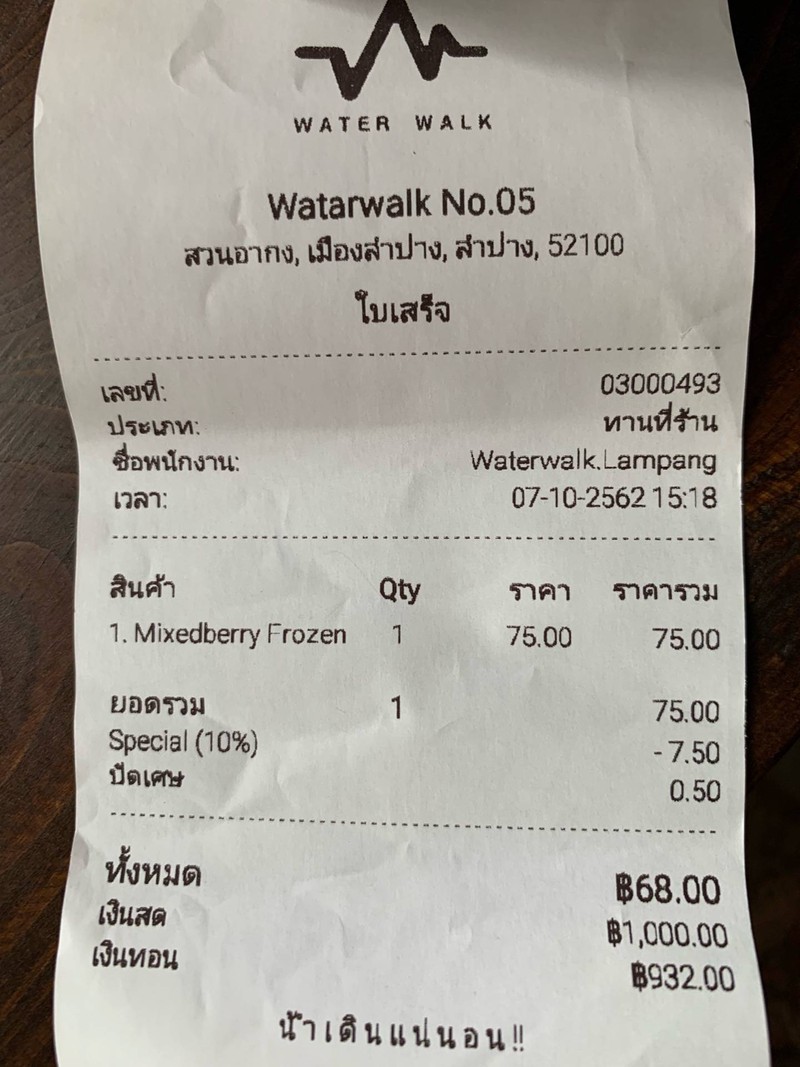 WATER WALK
Watarwalk No.05
สวนอากง, เมืองลำปาง, ลำปาง, 52100
ใบเสร็จ
เลขที่: 03000493
ประเภท: ทานที่ร้าน
ชื่อพนักงาน: Waterwalk.Lampang
เวลา: 07-10-2562 15:18
สินค้า Qty ราคา ราคารวม
1. Mixedberry Frozen 1 75.00 75.00
ยอดรวม 1 75.00
Special (10%) - 7.50
ปัดเศษ 0.50
ทั้งหมด ฿68.00
เงินสด ฿1,000.00
เงินทอน ฿932.00
น้ำเดินแน่นอน!!